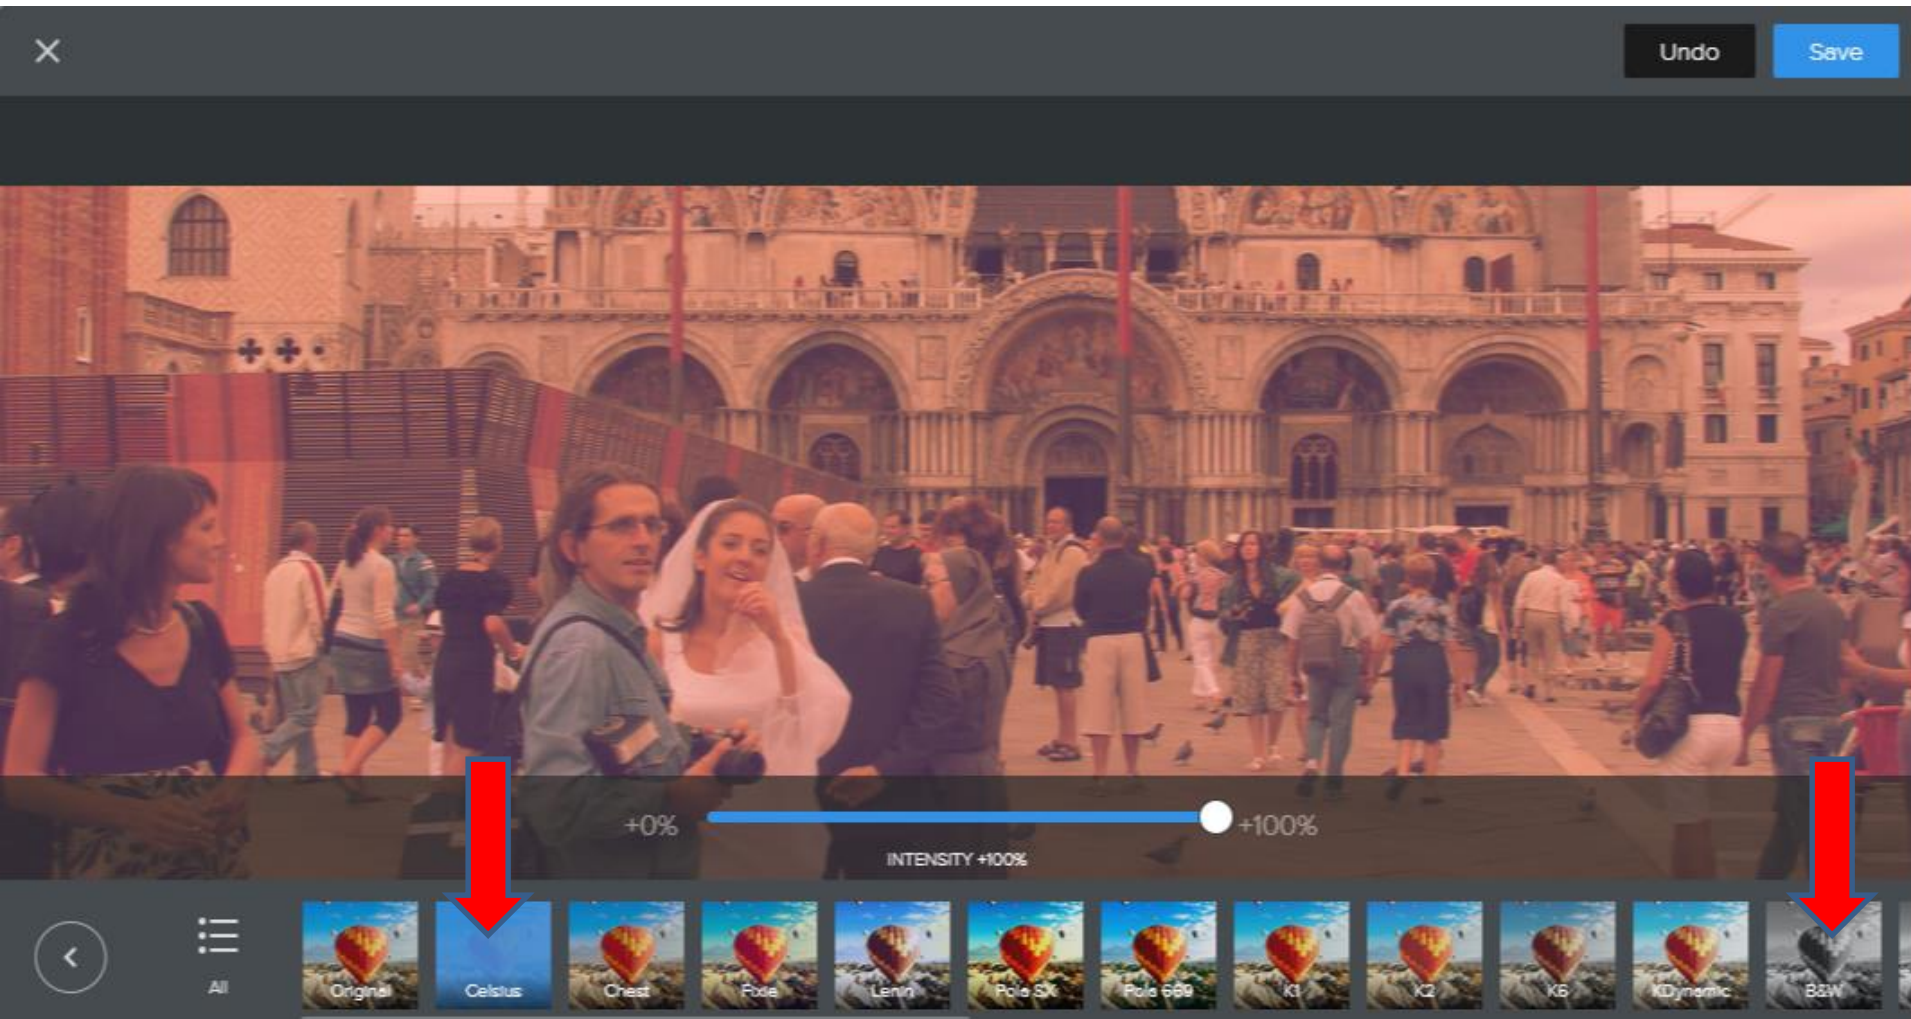 Undo
Save
+0%
+100%
INTENSITY +100%
All
Original
Celsius
Chest
Fixie
Lenin
Pola SX
Pola 669
K1
K2
K6
KDynamic
B&W